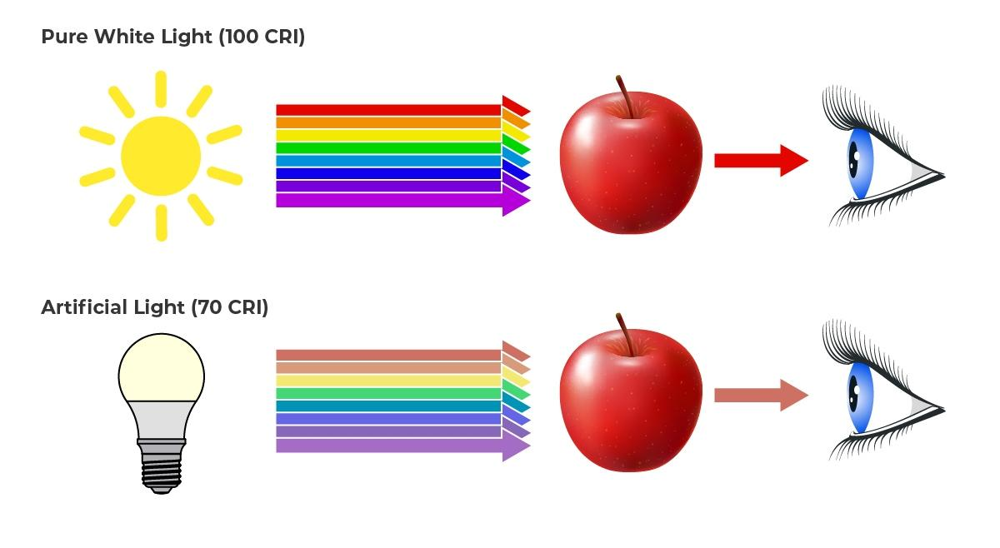 Pure White Light (100 CRI)
Artificial Light (70 CRI)